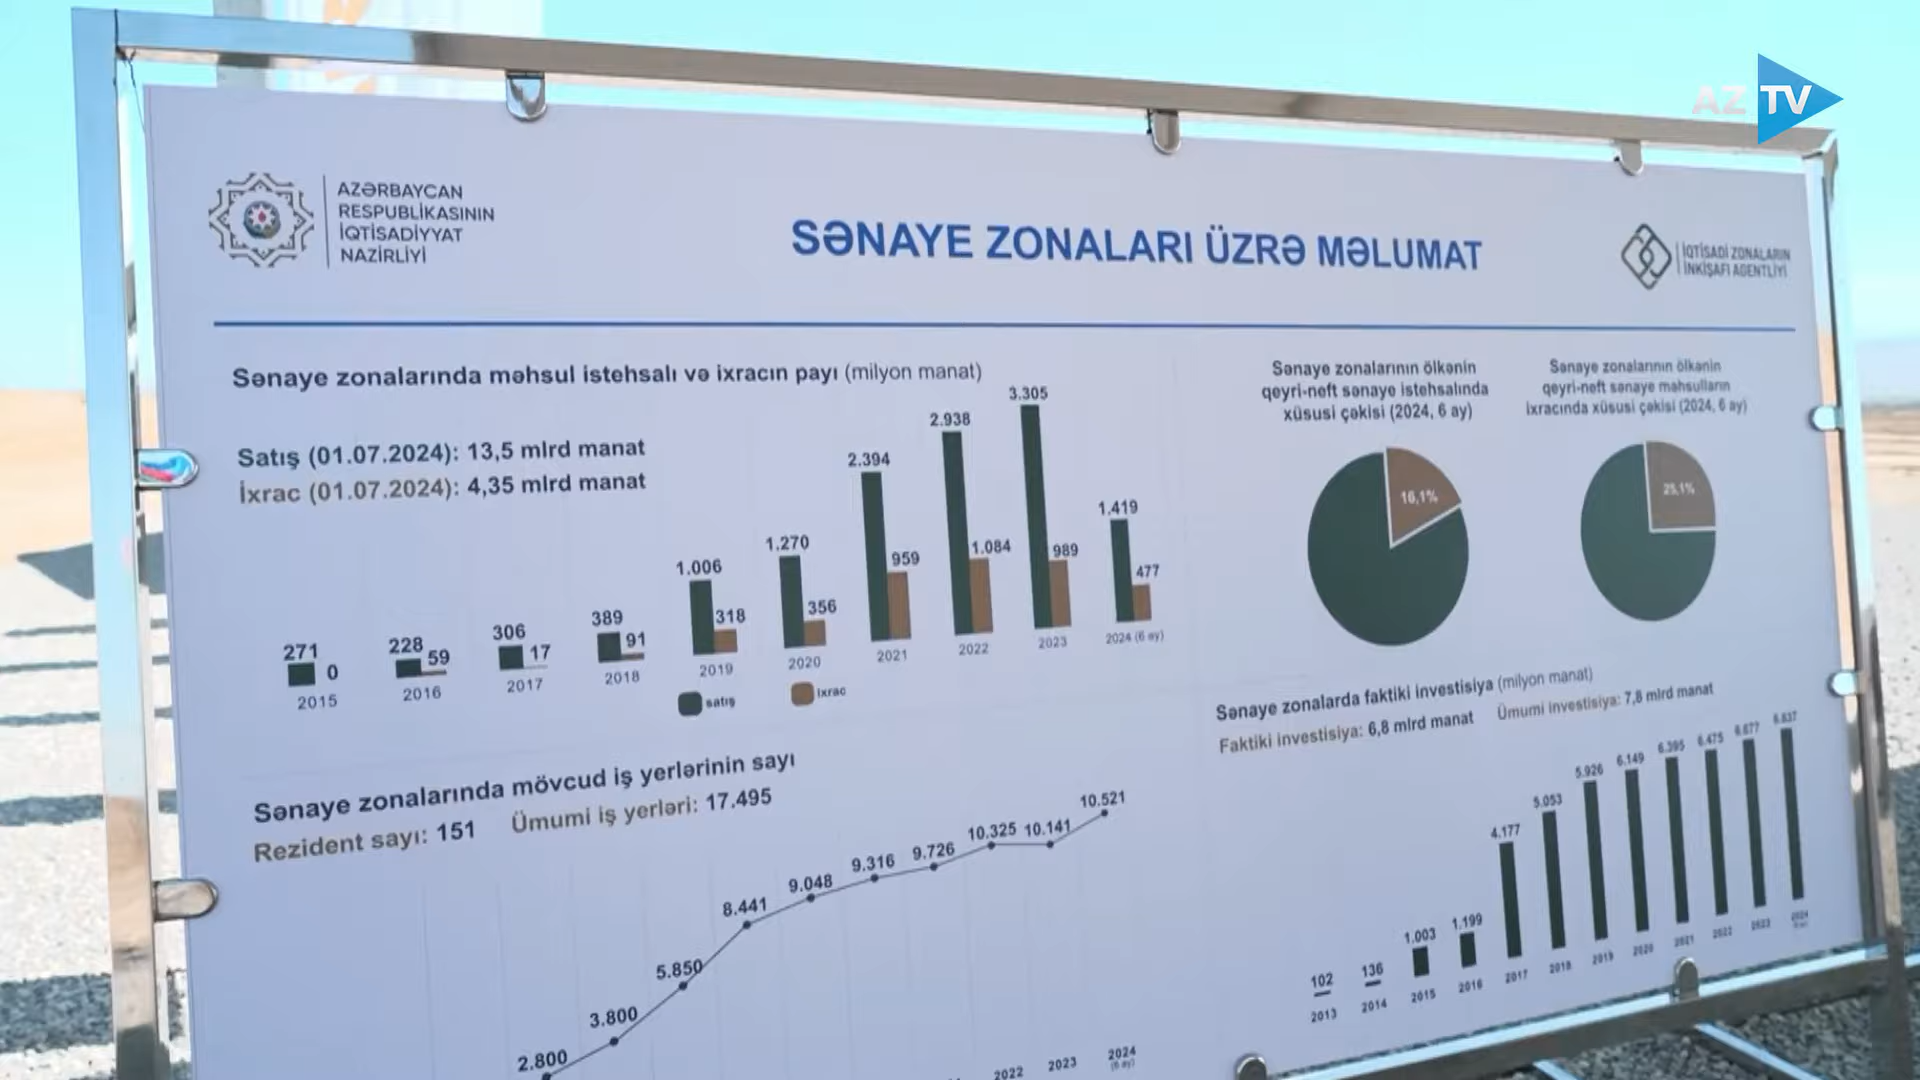 AZTV
AZƏRBAYCAN
RESPUBLİKASININ
İQTİSADİYYAT
NAZİRLİYİ
SƏNAYE ZONALARI ÜZRƏ MƏLUMAT
İQTİSADİ ZONALARIN
İNKİŞAFI AGENTLİYİ
Sənaye zonalarında məhsul istehsalı və ixracın payı (milyon manat)
Satış (01.07.2024): 13,5 mlrd manat
İxrac (01.07.2024): 4,35 mlrd manat
271 0 228 59 306 17 389 91 1.006 318 1.270 356 2.394 959 2.938 1.084 3.305 989 1.419 477
2015 2016 2017 2018 2019 2020 2021 2022 2023 2024 (6 ay)
satış ixrac
Sənaye zonalarının ölkənin
qeyri-neft sənaye istehsalında
xüsusi çəkisi (2024, 6 ay)
16,1%
Sənaye zonalarının ölkənin
qeyri-neft sənaye məhsulların
ixracında xüsusi çəkisi (2024, 6 ay)
25,1%
Sənaye zonalarında mövcud iş yerlərinin sayı
Rezident sayı: 151 Ümumi iş yerləri: 17.495
2.800 3.800 5.850 8.441 9.048 9.316 9.726 10.325 10.141 10.521
2022 2023 2024
(6 ay)
Sənaye zonalarda faktiki investisiya (milyon manat)
Faktiki investisiya: 6,8 mlrd manat Ümumi investisiya: 7,8 mlrd manat
102 136 1.003 1.199 4.177 5.053 5.926 6.149 6.395 6.475 6.677 6.837
2013 2014 2015 2016 2017 2018 2019 2020 2021 2022 2023 2024
(6 ay)